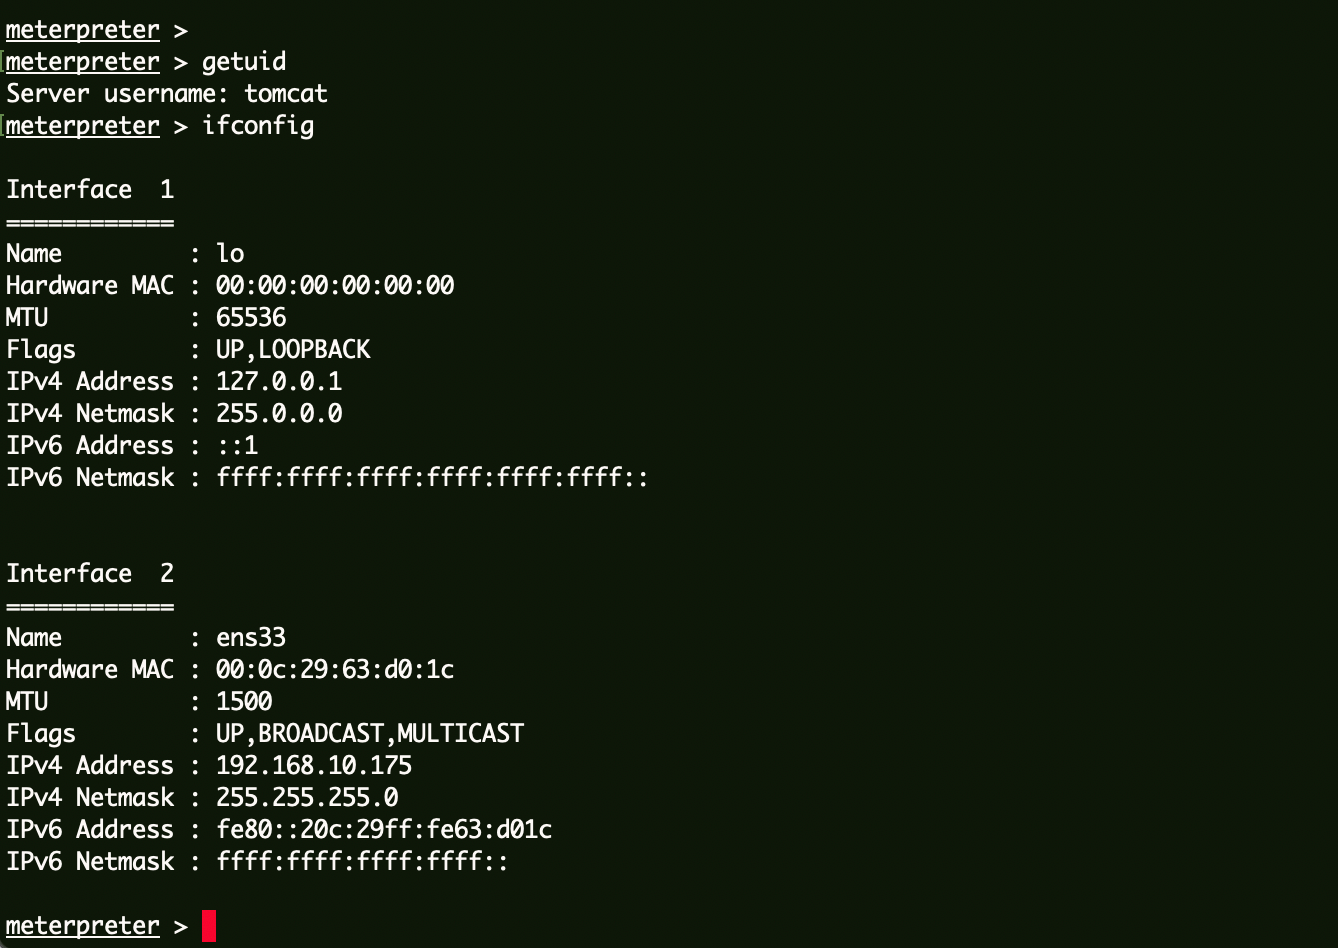 meterpreter >
[meterpreter > getuid
Server username: tomcat
[meterpreter > ifconfig
Interface  1
============
Name         : lo
Hardware MAC : 00:00:00:00:00:00
MTU          : 65536
Flags        : UP,LOOPBACK
IPv4 Address : 127.0.0.1
IPv4 Netmask : 255.0.0.0
IPv6 Address : ::1
IPv6 Netmask : ffff:ffff:ffff:ffff:ffff:ffff::
Interface  2
============
Name         : ens33
Hardware MAC : 00:0c:29:63:d0:1c
MTU          : 1500
Flags        : UP,BROADCAST,MULTICAST
IPv4 Address : 192.168.10.175
IPv4 Netmask : 255.255.255.0
IPv6 Address : fe80::20c:29ff:fe63:d01c
IPv6 Netmask : ffff:ffff:ffff:ffff::
meterpreter >